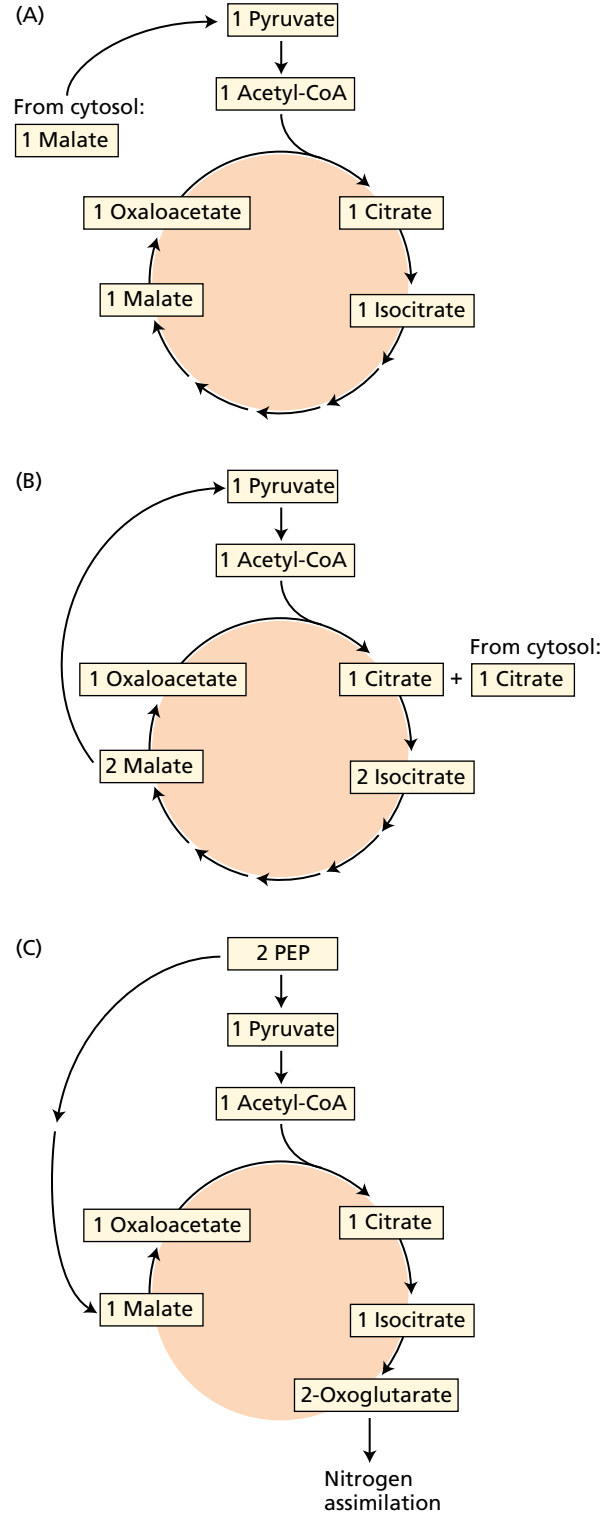 (A)
1 Pyruvate
1 Acetyl-CoA
From cytosol:
1 Malate
1 Oxaloacetate
1 Citrate
1 Malate
1 Isocitrate
(B)
1 Pyruvate
1 Acetyl-CoA
From cytosol:
1 Oxaloacetate
1 Citrate + 1 Citrate
2 Malate
2 Isocitrate
(C)
2 PEP
1 Pyruvate
1 Acetyl-CoA
1 Oxaloacetate
1 Citrate
1 Malate
1 Isocitrate
2-Oxoglutarate
Nitrogen
assimilation